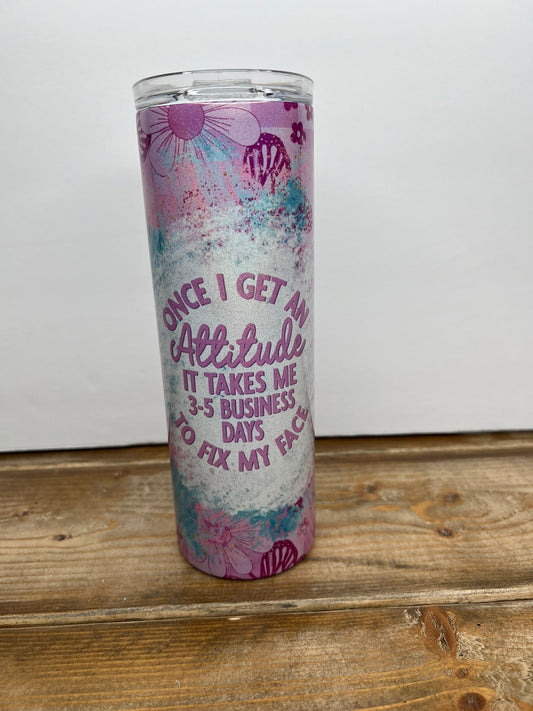 ONCE I GET AN
Attitude
IT TAKES ME
3-5 BUSINESS
DAYS
TO FIX MY FACE